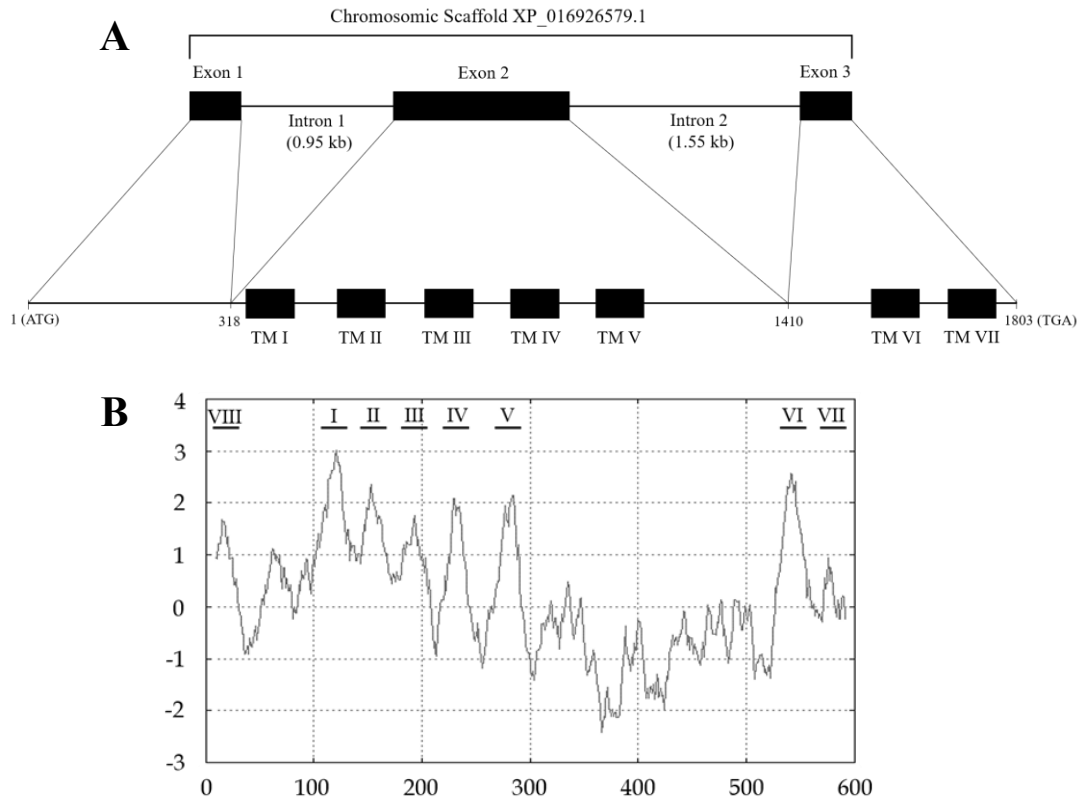 A
Chromosomic Scaffold XP_016926579.1
Exon 1
Exon 2
Exon 3
Intron 1
(0.95 kb)
Intron 2
(1.55 kb)
1 (ATG)
318
1410
1803 (TGA)
TM I
TM II
TM III
TM IV
TM V
TM VI
TM VII
B
VIII
I
II
III
IV
V
VI
VII
4
3
2
1
0
-1
-2
-3
0
100
200
300
400
500
600